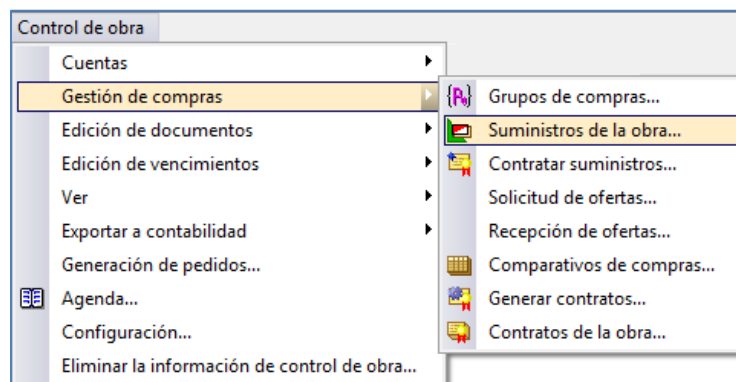 Control de obra
Cuentas
Gestión de compras
Edición de documentos
Edición de vencimientos
Ver
Exportar a contabilidad
Generación de pedidos...
Agenda...
Configuración...
Eliminar la información de control de obra...
Grupos de compras...
Suministros de la obra...
Contratar suministros...
Solicitud de ofertas...
Recepción de ofertas...
Comparativos de compras...
Generar contratos...
Contratos de la obra...